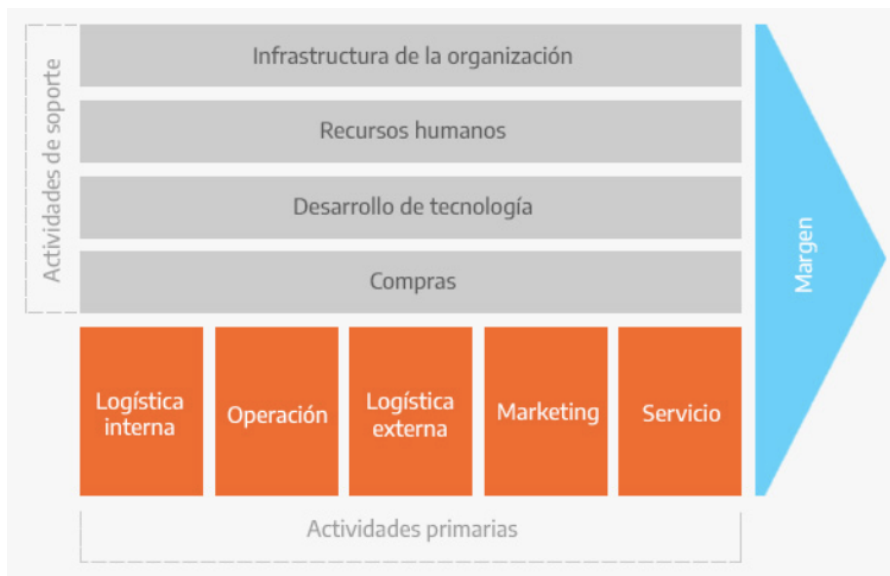 Actividades de soporte
Infrastructura de la organización
Recursos humanos
Desarrollo de tecnología
Compras
Logística
interna
Operación
Logística
externa
Marketing
Servicio
Margen
Actividades primarias